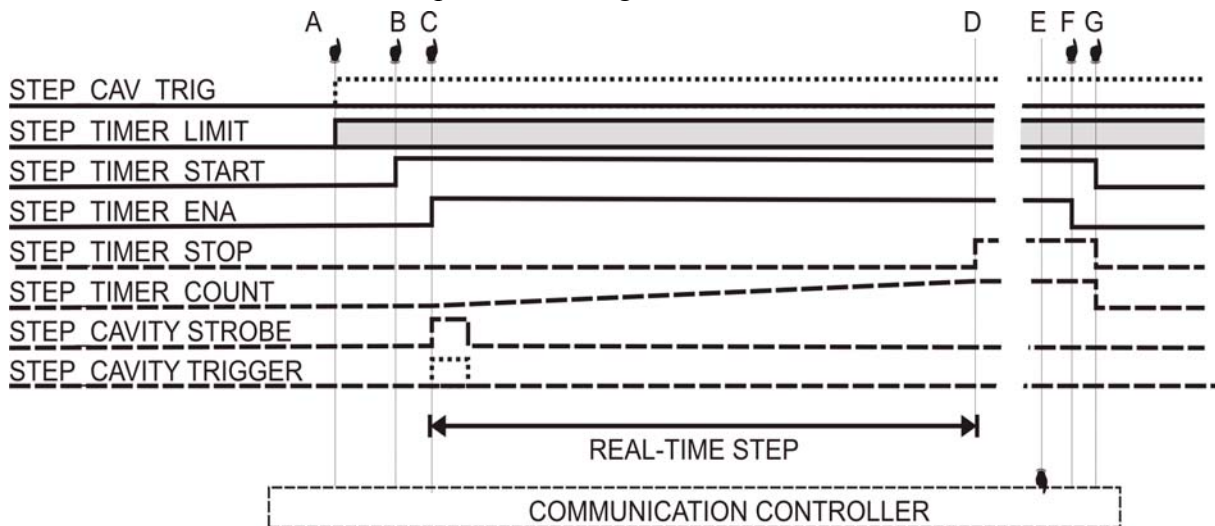 A B C D E F G
STEP CAV TRIG
STEP TIMER LIMIT
STEP TIMER START
STEP TIMER ENA
STEP TIMER STOP
STEP TIMER COUNT
STEP CAVITY STROBE
STEP CAVITY TRIGGER
REAL-TIME STEP
COMMUNICATION CONTROLLER